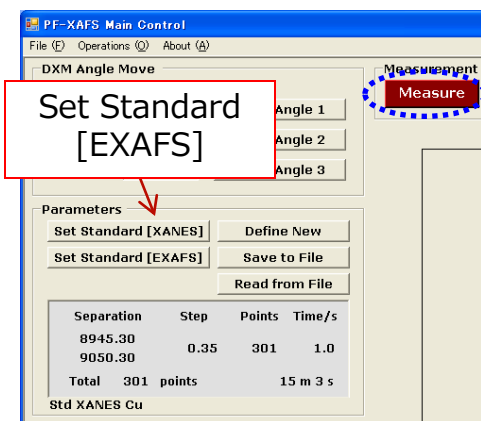 PF-XAFS Main Control
File (F) Operations (O) About (A)
DXM Angle Move
Measurement
Measure
Set Standard
[EXAFS]
Angle 1
Angle 2
Angle 3
Parameters
Set Standard [XANES] Define New
Set Standard [EXAFS] Save to File
Read from File
Separation Step Points Time/s
8945.30
0.35 301 1.0
9050.30
Total 301 points 15 m 3 s
Std XANES Cu